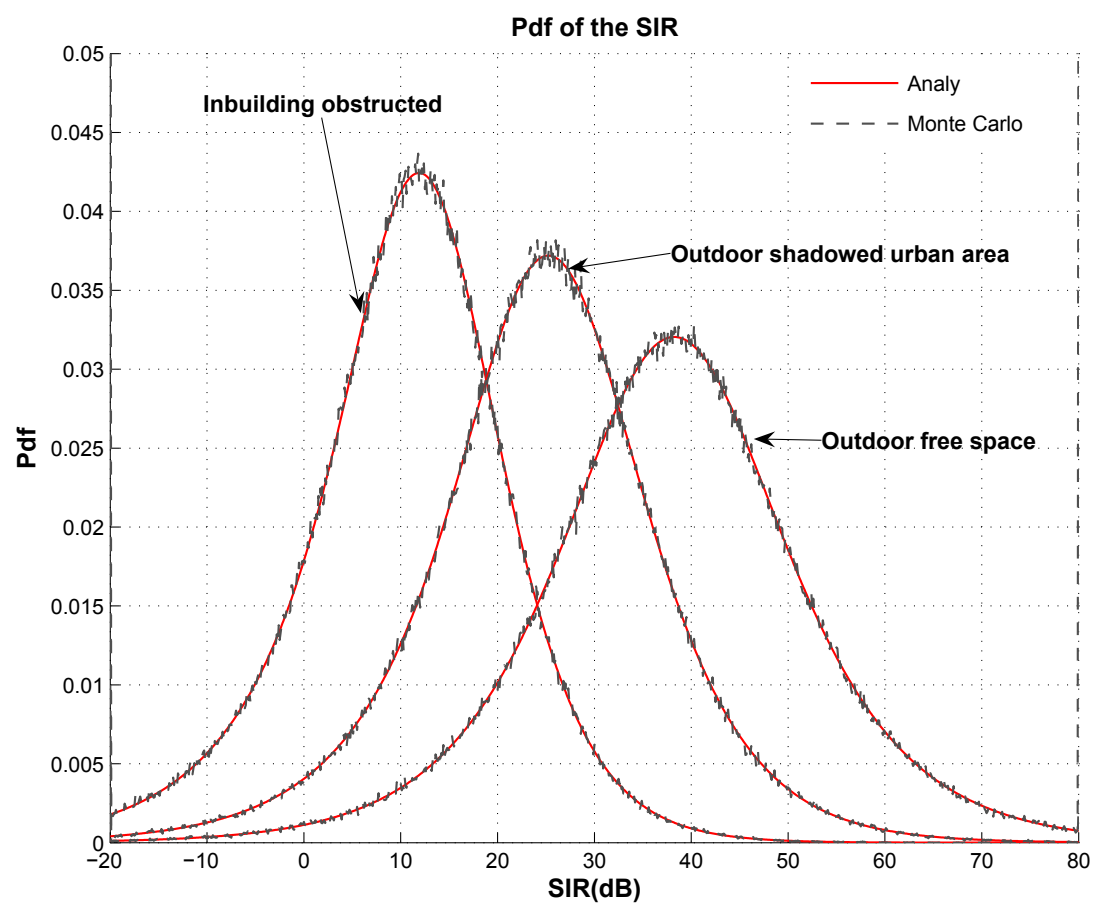 Pdf of the SIR
0.05
Analy
Inbuilding obstructed
Monte Carlo
0.045
0.04
Outdoor shadowed urban area
0.035
0.03
Outdoor free space
0.025
Pdf
0.02
0.015
0.01
0.005
0
−20 −10 0 10 20 30 40 50 60 70 80
SIR(dB)